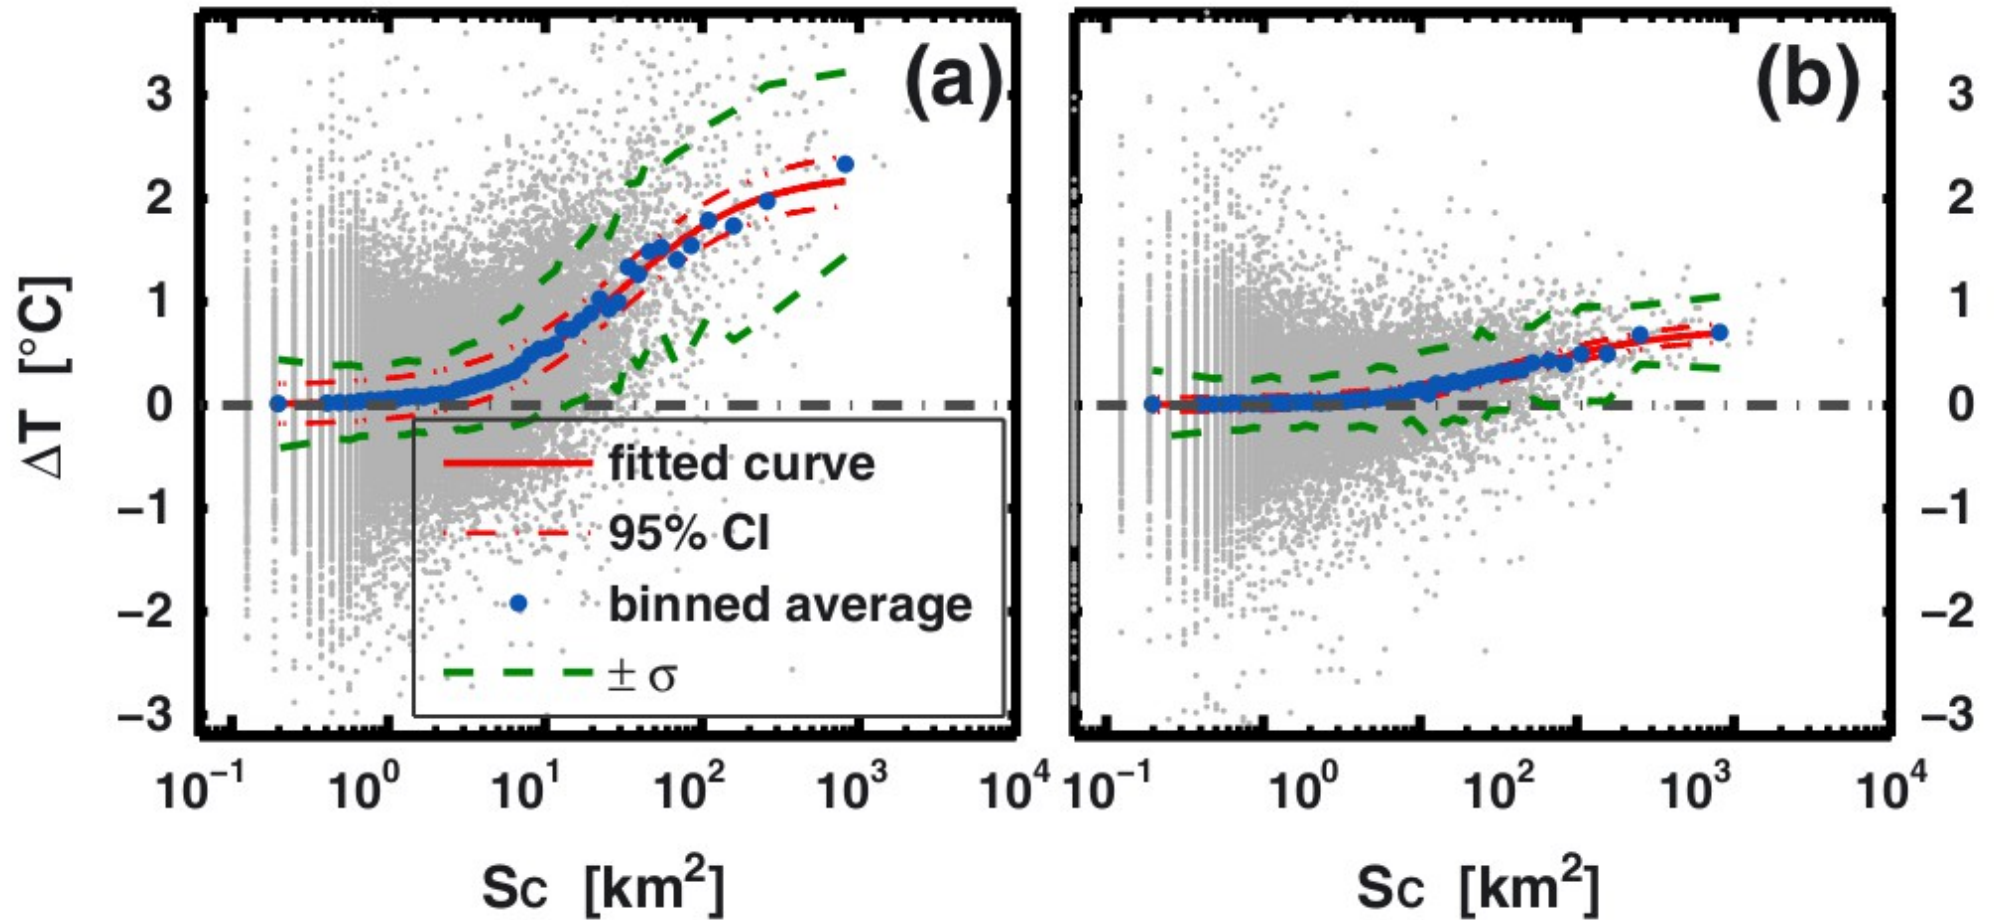 (a)
(b)
3
2
1
0
−1
−2
−3
ΔT [°C]
fitted curve
95% CI
binned average
± σ
3
2
1
0
−1
−2
−3
10⁻¹ 10⁰ 10¹ 10² 10³ 10⁴
10⁻¹ 10⁰ 10² 10³ 10⁴
Sc [km²]
Sc [km²]